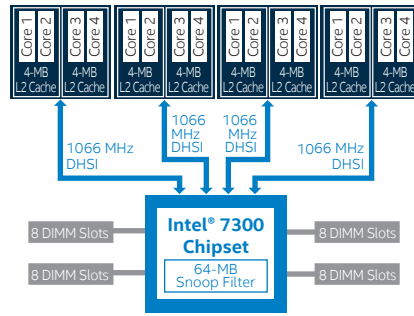 Core 1
Core 2
Core 3
Core 4
Core 1
Core 2
Core 3
Core 4
Core 1
Core 2
Core 3
Core 4
Core 1
Core 2
Core 3
Core 4
4-MB
L2 Cache
4-MB
L2 Cache
4-MB
L2 Cache
4-MB
L2 Cache
4-MB
L2 Cache
4-MB
L2 Cache
4-MB
L2 Cache
4-MB
L2 Cache
1066 MHz
DHSI
1066
MHz
DHSI
1066
MHz
DHSI
1066 MHz
DHSI
Intel® 7300
Chipset
64-MB
Snoop Filter
8 DIMM Slots
8 DIMM Slots
8 DIMM Slots
8 DIMM Slots